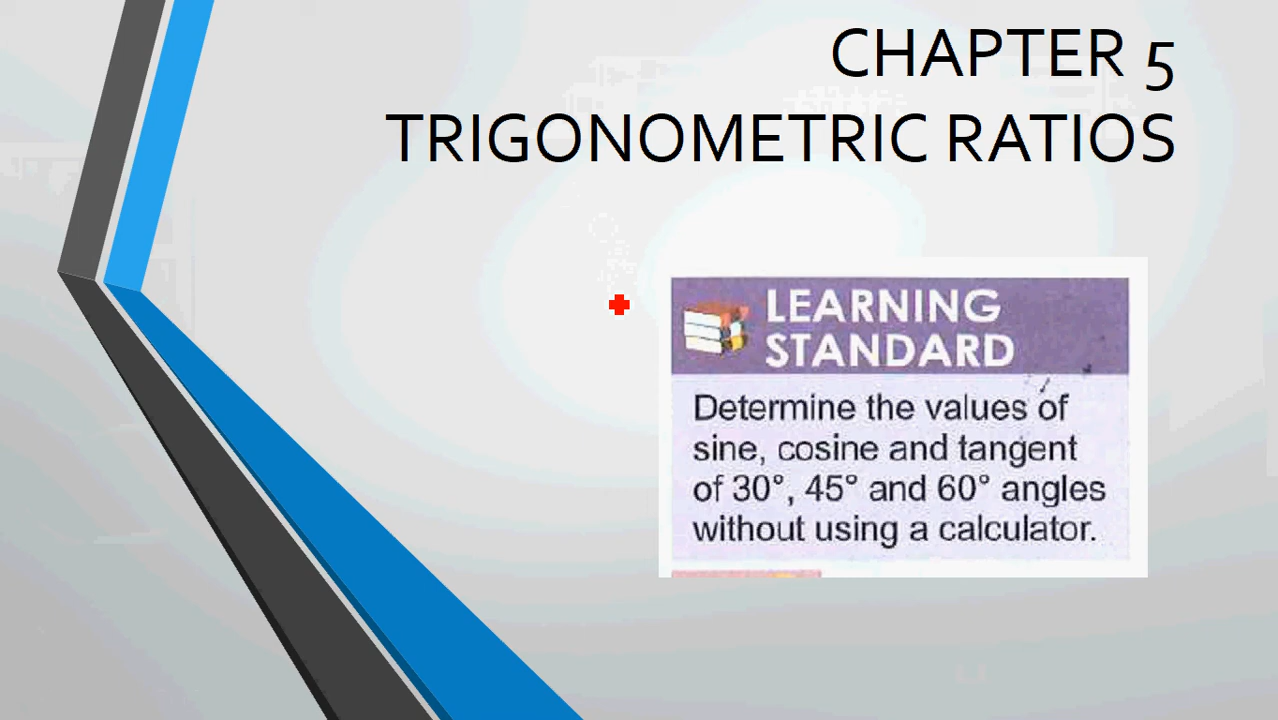 CHAPTER 5
TRIGONOMETRIC RATIOS
LEARNING
STANDARD
Determine the values of
sine, cosine and tangent
of 30°, 45° and 60° angles
without using a calculator.